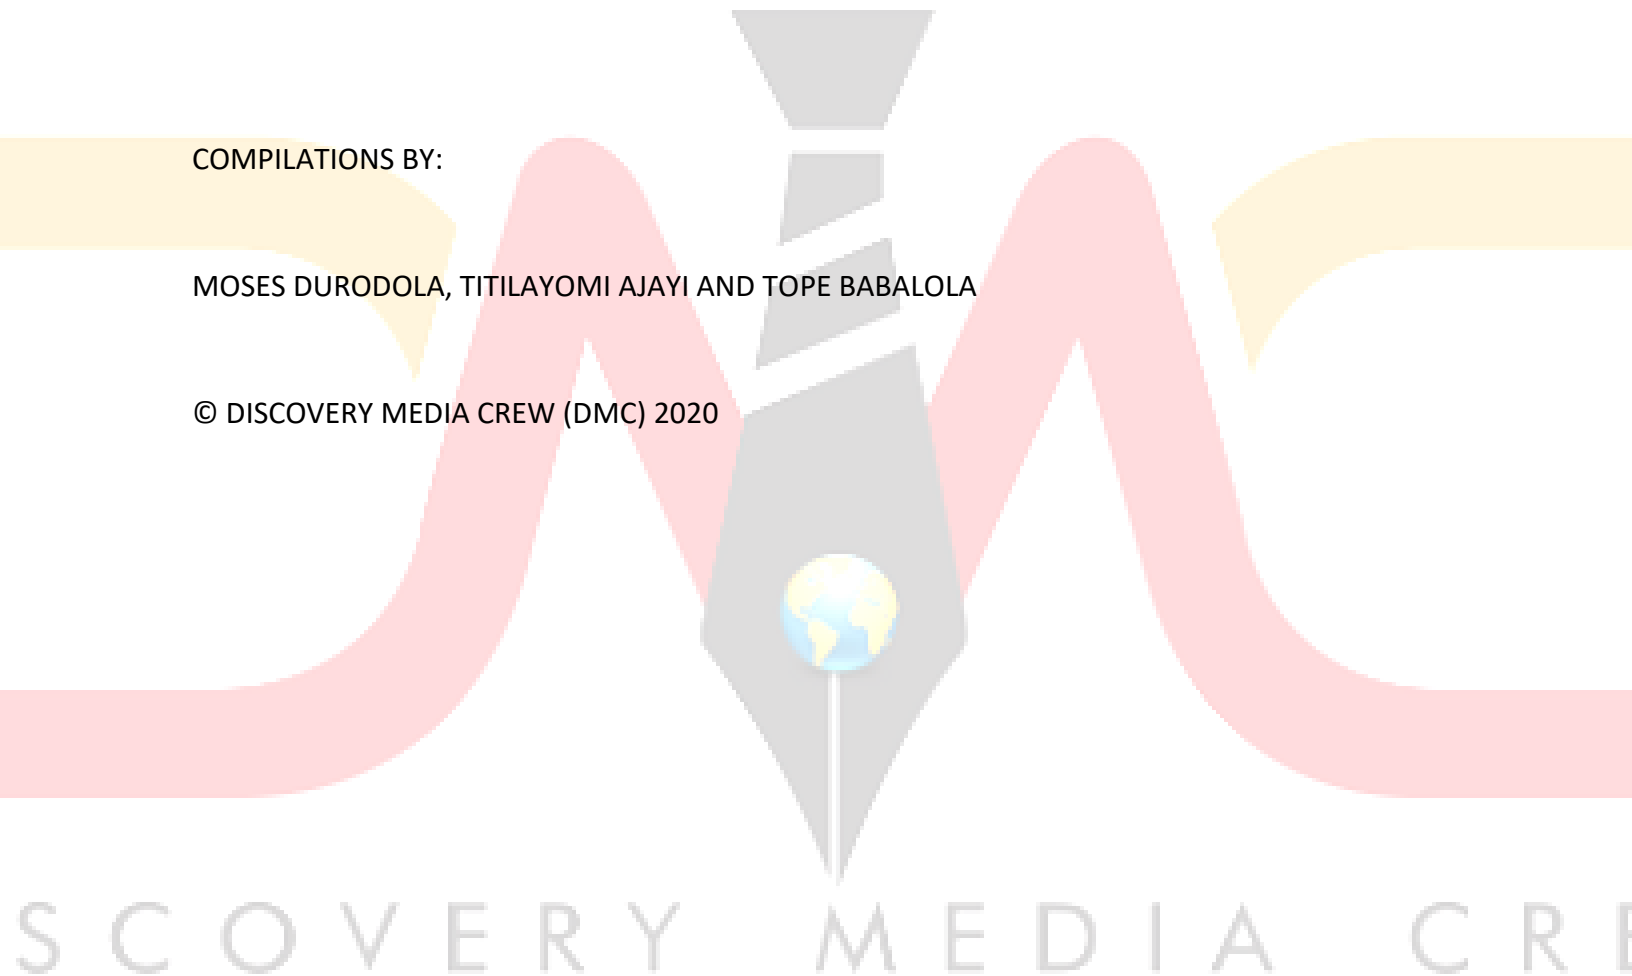 COMPILATIONS BY:
MOSES DURODOLA, TITILAYOMI AJAYI AND TOPE BABALOLA
© DISCOVERY MEDIA CREW (DMC) 2020
SCOVERY MEDIA CRE